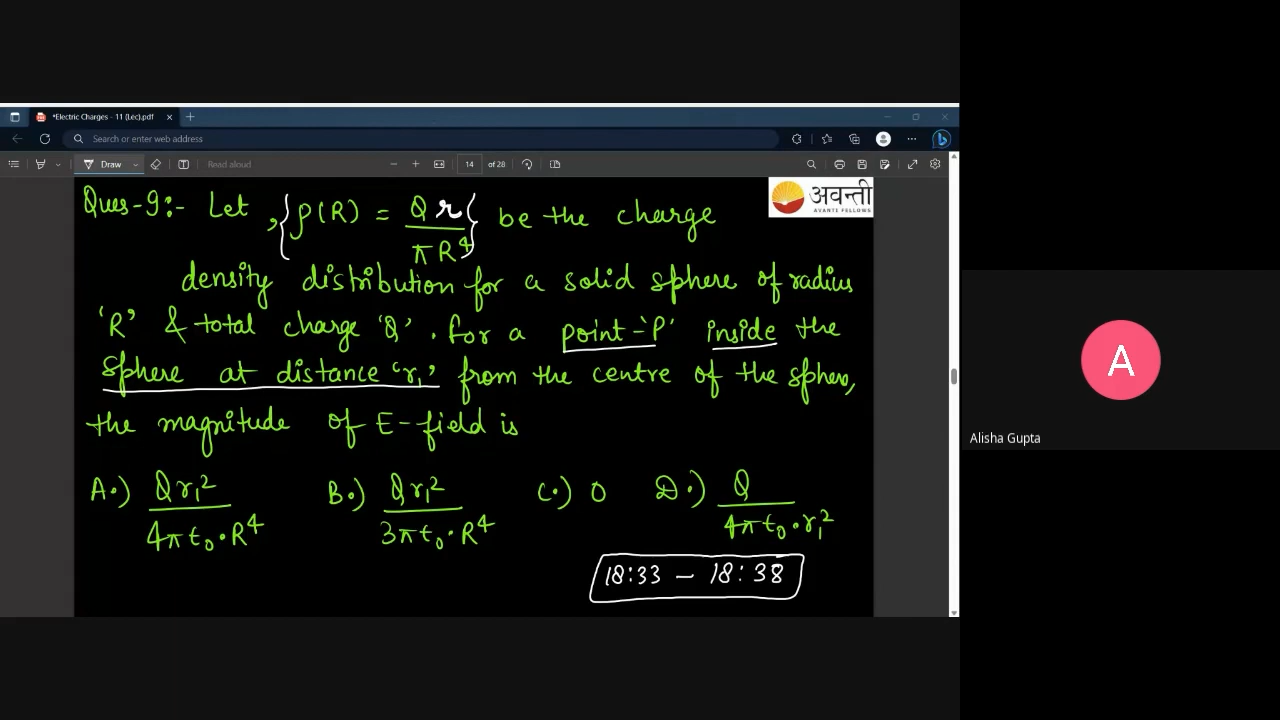 *Electric Charges - 11 (Lec).pdf
Search or enter web address
Draw
Read aloud
14 of 28
अवन्ती
AVANTI FELLOWS
Ques-9:- Let, {ρ(R) = Qr/πR⁴} be the charge
density distribution for a solid sphere of radius
'R' & total charge 'Q'. For a point-'P' inside the
sphere at distance 'r₁' from the centre of the sphere,
the magnitude of E-field is
A.) Qr₁²/4πt₀·R⁴ B.) Qr₁²/3πt₀·R⁴ C.) 0 D.) Q/4πt₀·r₁²
18:33 – 18:38
A
Alisha Gupta